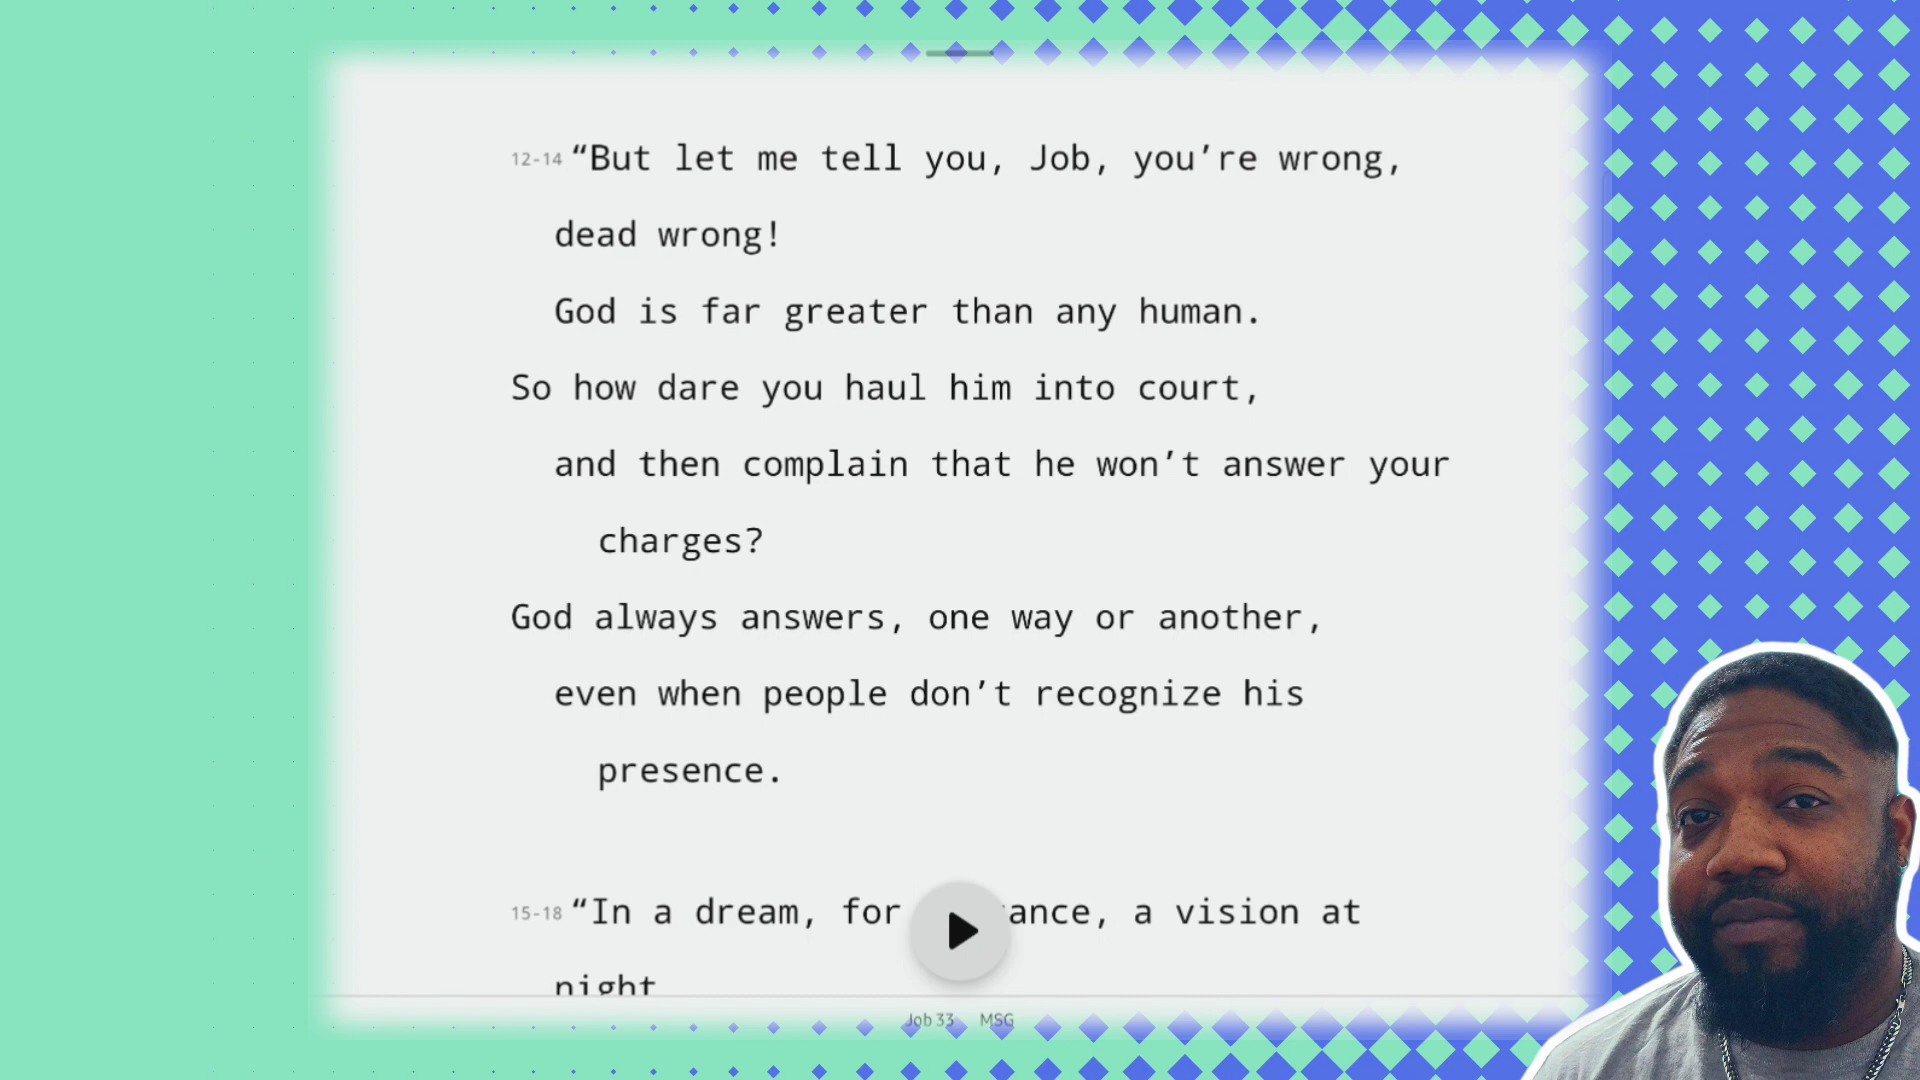 12-14 “But let me tell you, Job, you’re wrong,
dead wrong!
God is far greater than any human.
So how dare you haul him into court,
and then complain that he won’t answer your
charges?
God always answers, one way or another,
even when people don’t recognize his
presence.
15-18 “In a dream, for ance, a vision at
night
Job 33 MSG